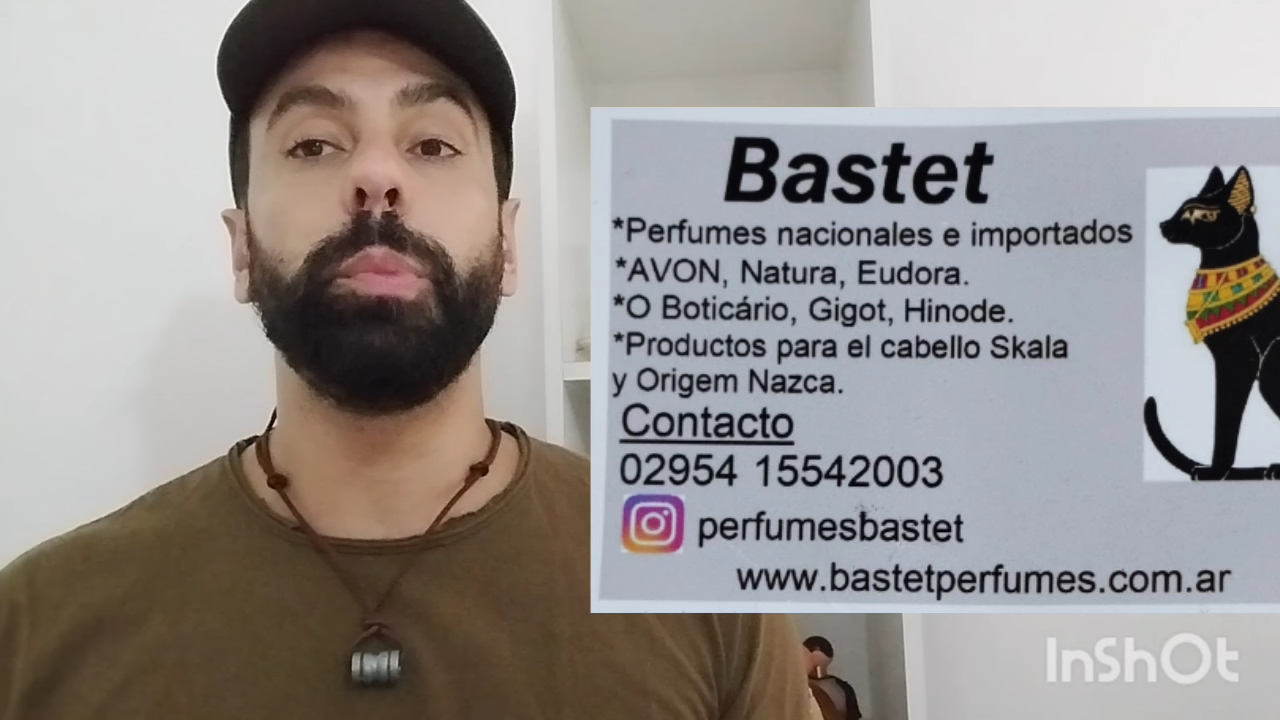 Bastet
*Perfumes nacionales e importados
*AVON, Natura, Eudora.
*O Boticário, Gigot, Hinode.
*Productos para el cabello Skala
y Origem Nazca.
Contacto
02954 15542003
perfumesbastet
www.bastetperfumes.com.ar
InShOt